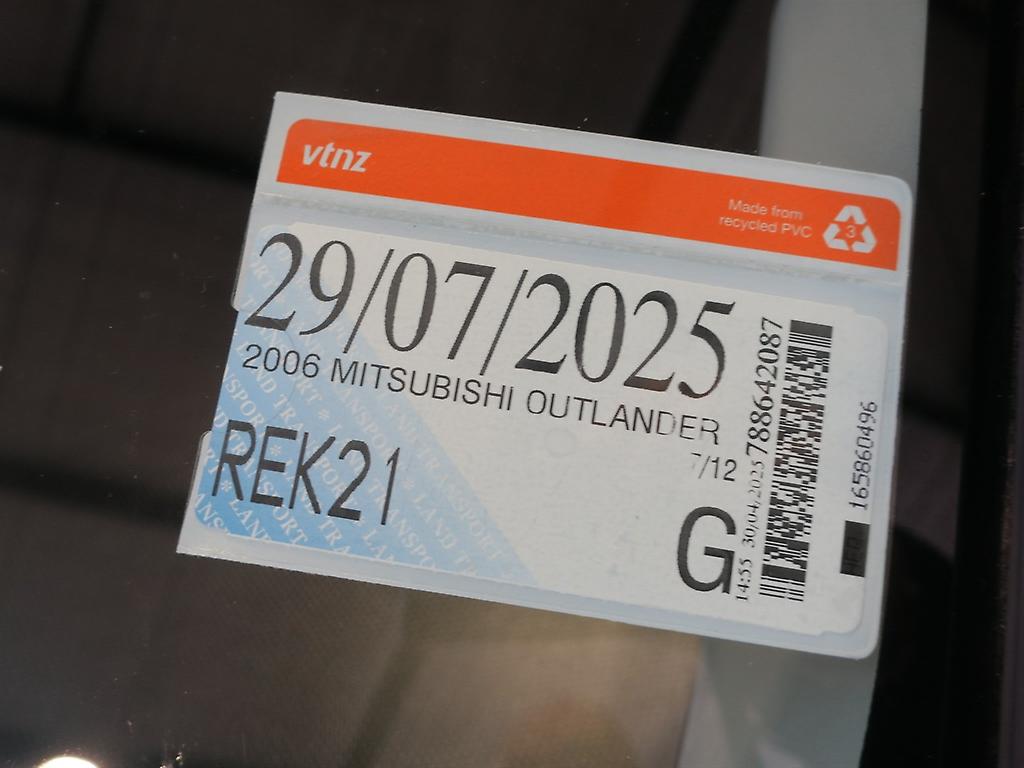 vtnz
Made from
recycled PVC
3
29/07/2025
2006 MITSUBISHI OUTLANDER
7/12
REK21
G
14:55 30/04/2025 788642087
165860496